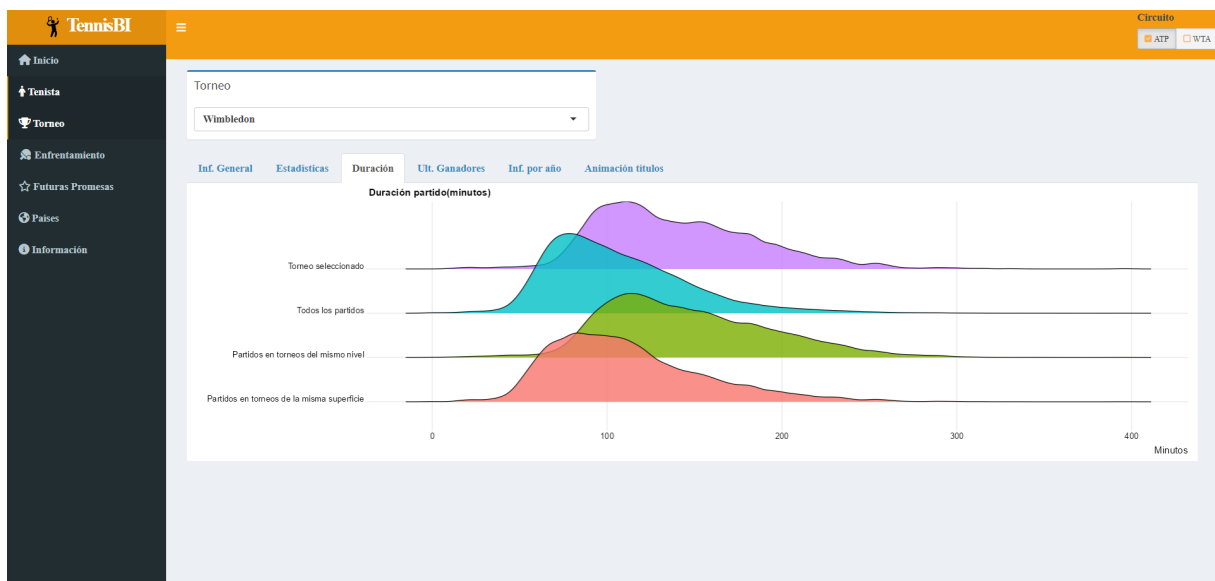 TennisBI
Circuito
ATP
WTA
Inicio
Tenista
Torneo
Enfrentamiento
Futuras Promesas
Paises
Información
Torneo
Wimbledon
Inf. General
Estadísticas
Duración
Ult. Ganadores
Inf. por año
Animación titulos
Duración partido(minutos)
Torneo seleccionado
Todos los partidos
Partidos en torneos del mismo nivel
Partidos en torneos de la misma superficie
0 100 200 300 400
Minutos